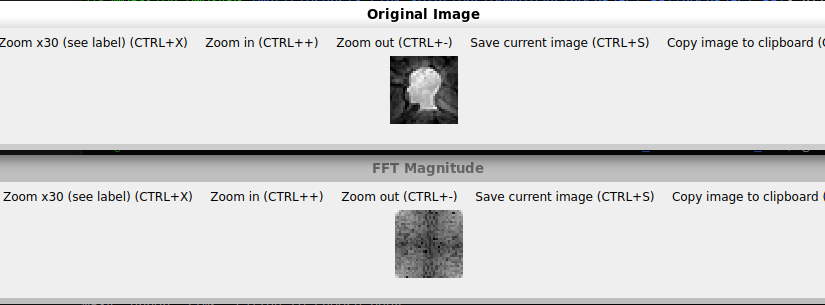 Original Image
Zoom x30 (see label) (CTRL+X) Zoom in (CTRL++) Zoom out (CTRL+-) Save current image (CTRL+S) Copy image to clipboard (
FFT Magnitude
Zoom x30 (see label) (CTRL+X) Zoom in (CTRL++) Zoom out (CTRL+-) Save current image (CTRL+S) Copy image to clipboard (